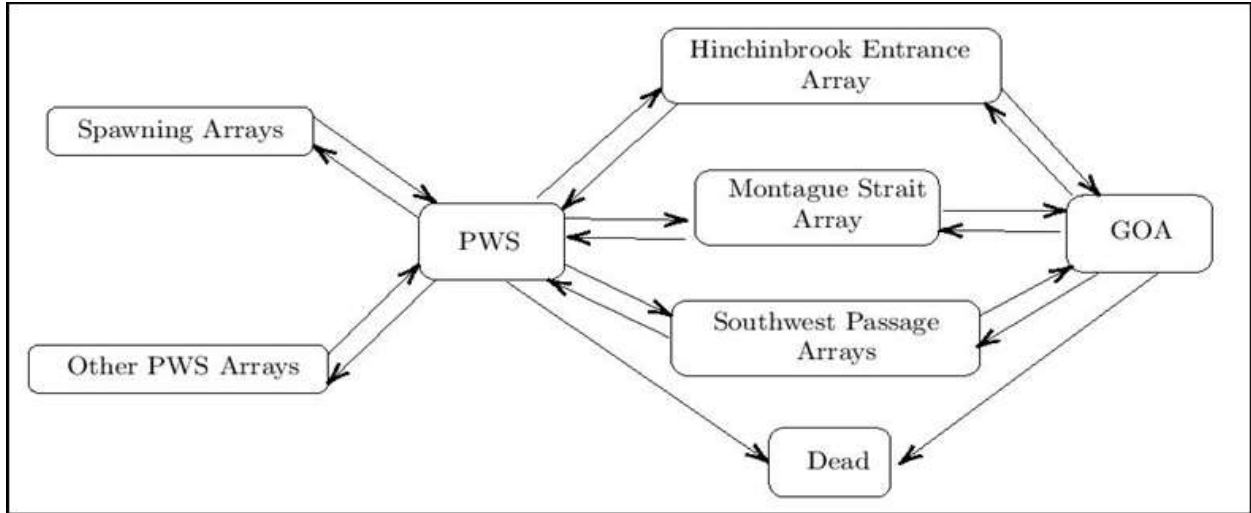 Hinchinbrook Entrance
Array
Spawning Arrays
Montague Strait
Array
PWS
GOA
Southwest Passage
Arrays
Other PWS Arrays
Dead